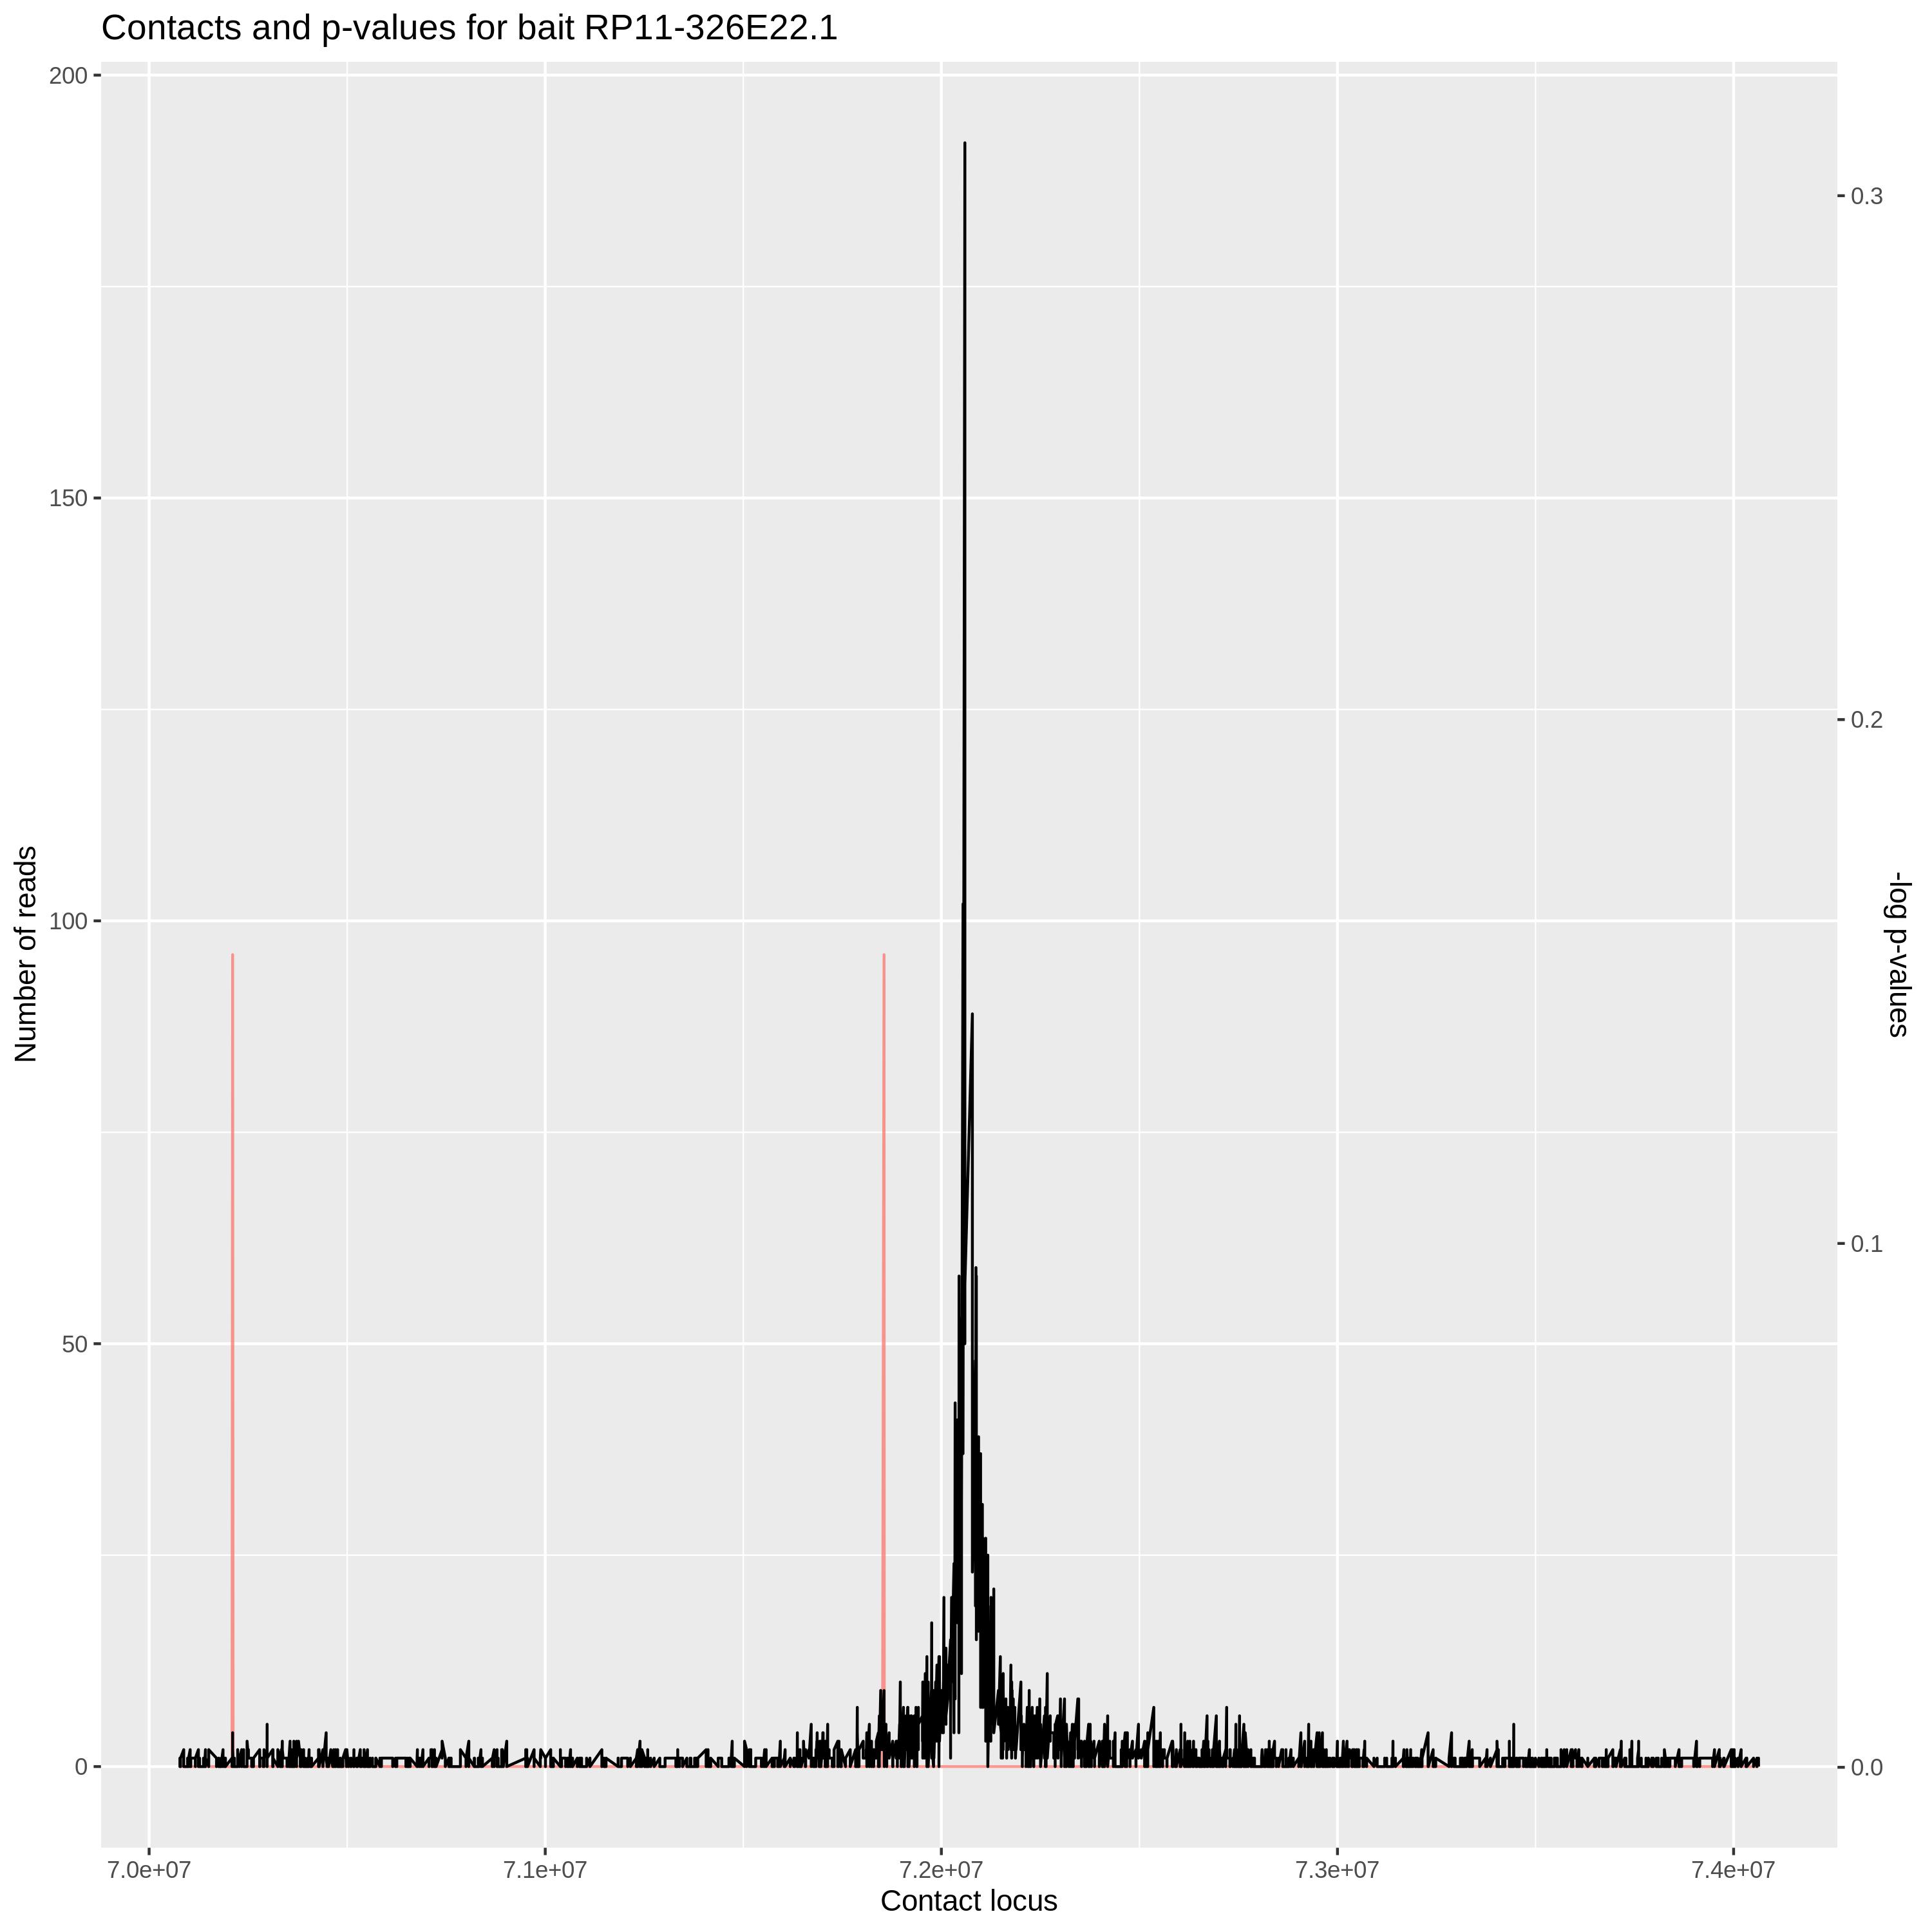 Contacts and p-values for bait RP11-326E22.1
200
150
100
50
0
Number of reads
0.3
0.2
0.1
0.0
-log p-values
7.0e+07 7.1e+07 7.2e+07 7.3e+07 7.4e+07
Contact locus